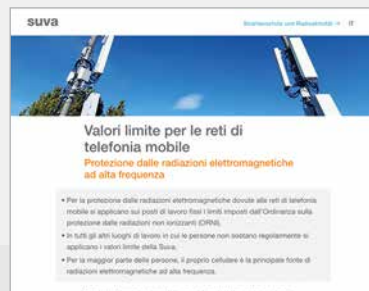 suva
IT
Valori limite per le reti di
telefonia mobile
Protezione dalle radiazioni elettromagnetiche
ad alta frequenza
• Per la protezione dalle radiazioni elettromagnetiche dovute alle reti di telefonia
mobile si applicano sui posti di lavoro fissi i limiti imposti dall'Ordinanza sulla
protezione dalle radiazioni non ionizzanti (ORNI).
• In tutti gli altri luoghi di lavoro in cui le persone non sostano regolarmente si
applicano i valori limite della Suva.
• Per la maggior parte delle persone, il proprio cellulare è la principale fonte di
radiazioni elettromagnetiche ad alta frequenza.